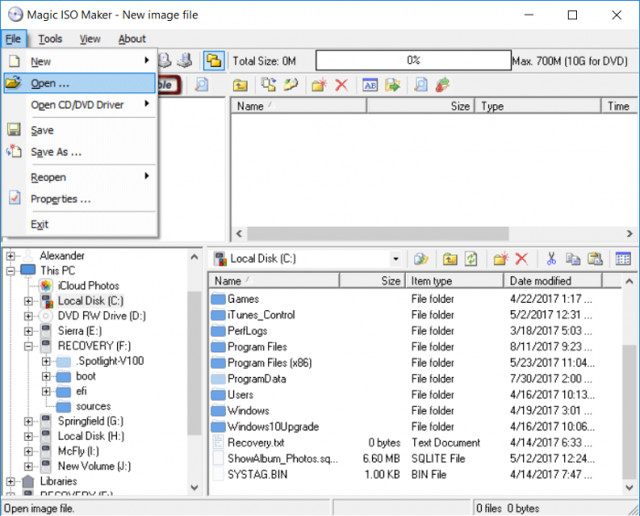 Magic ISO Maker - New image file
File Tools View About
New
Open ...
Open CD/DVD Driver
Save
Save As ...
Reopen
Properties ...
Exit
Total Size: 0M 0% Max. 700M (10G for DVD)
ble
Name Size Type Time
Alexander
This PC
iCloud Photos
Local Disk (C:)
DVD RW Drive (D:)
Sierra (E:)
RECOVERY (F:)
.Spotlight-V100
boot
efi
sources
Springfield (G:)
Local Disk (H:)
McFly (I:)
New Volume (J:)
Libraries
RECOVERY (F:)
Local Disk (C:)
Name Size Item type Date modified
Games File folder 4/22/2017 1:17 ...
iTunes_Control File folder 5/2/2017 12:31 ...
PerfLogs File folder 3/18/2017 5:03 ...
Program Files File folder 8/11/2017 9:23 ...
Program Files (x86) File folder 5/23/2017 11:04...
ProgramData File folder 7/30/2017 2:00 ...
Users File folder 4/16/2017 10:13...
Windows File folder 4/19/2017 3:01 ...
Windows10Upgrade File folder 4/16/2017 10:06...
Recovery.txt 0 bytes Text Document 4/14/2017 6:33 ...
ShowAlbum_Photos.sq... 6.60 MB SQLITE File 5/12/2017 12:24...
SYSTAG.BIN 1.00 KB BIN File 4/14/2017 7:47 ...
Open image file. 0 files 0 bytes